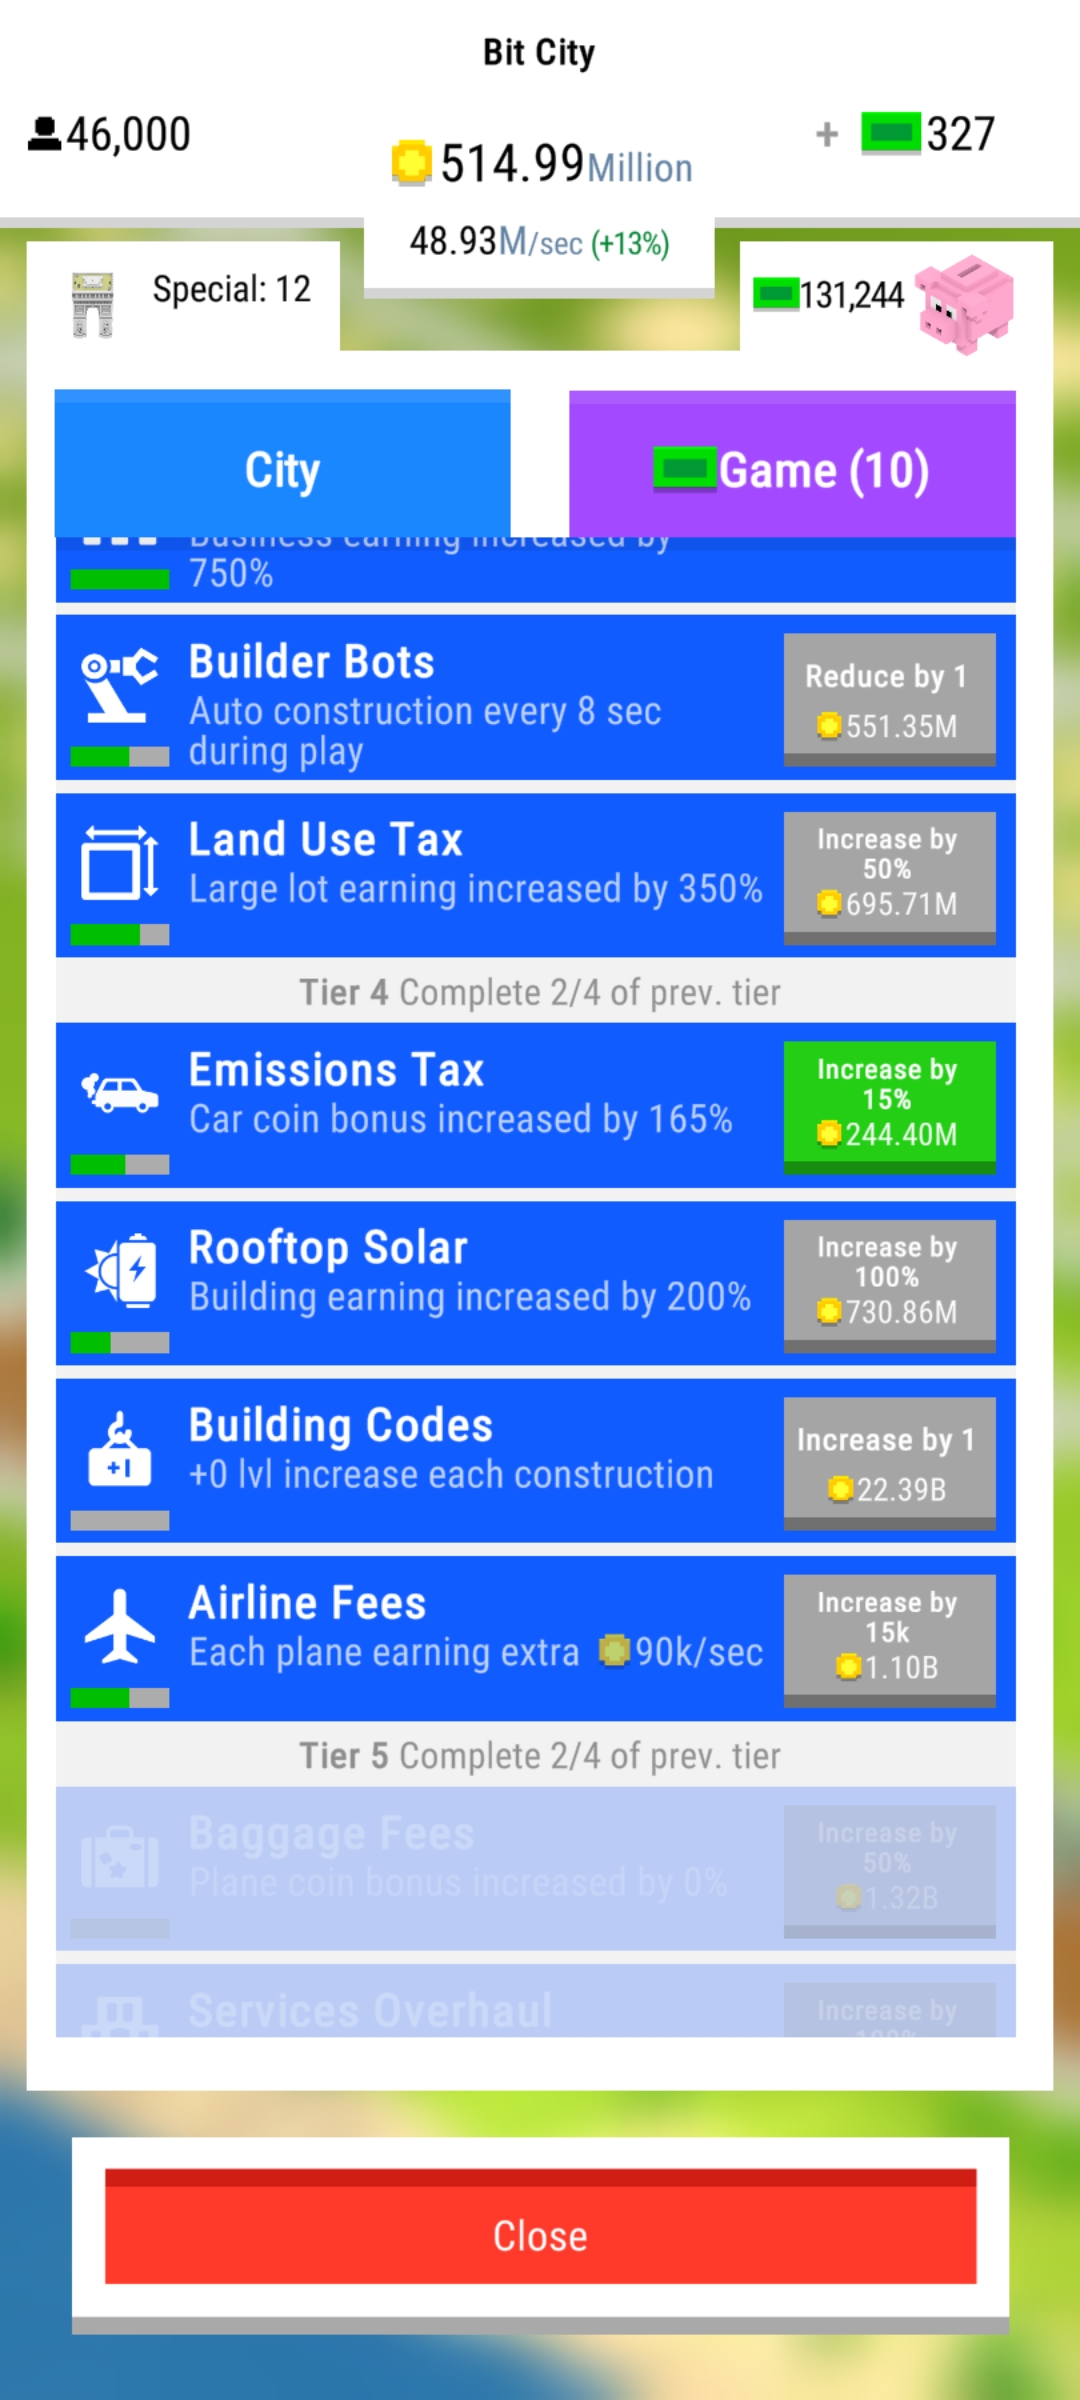 Bit City
46,000
514.99Million
+ 327
48.93M/sec (+13%)
Special: 12
131,244
City
Game (10)
Business earning increased by
750%
Builder Bots
Auto construction every 8 sec
during play
Reduce by 1
551.35M
Land Use Tax
Large lot earning increased by 350%
Increase by
50%
695.71M
Tier 4 Complete 2/4 of prev. tier
Emissions Tax
Car coin bonus increased by 165%
Increase by
15%
244.40M
Rooftop Solar
Building earning increased by 200%
Increase by
100%
730.86M
Building Codes
+0 lvl increase each construction
+1
Increase by 1
22.39B
Airline Fees
Each plane earning extra 90k/sec
Increase by
15k
1.10B
Tier 5 Complete 2/4 of prev. tier
Baggage Fees
Plane coin bonus increased by 0%
Increase by
50%
1.32B
Services Overhaul
Increase by
100%
Close